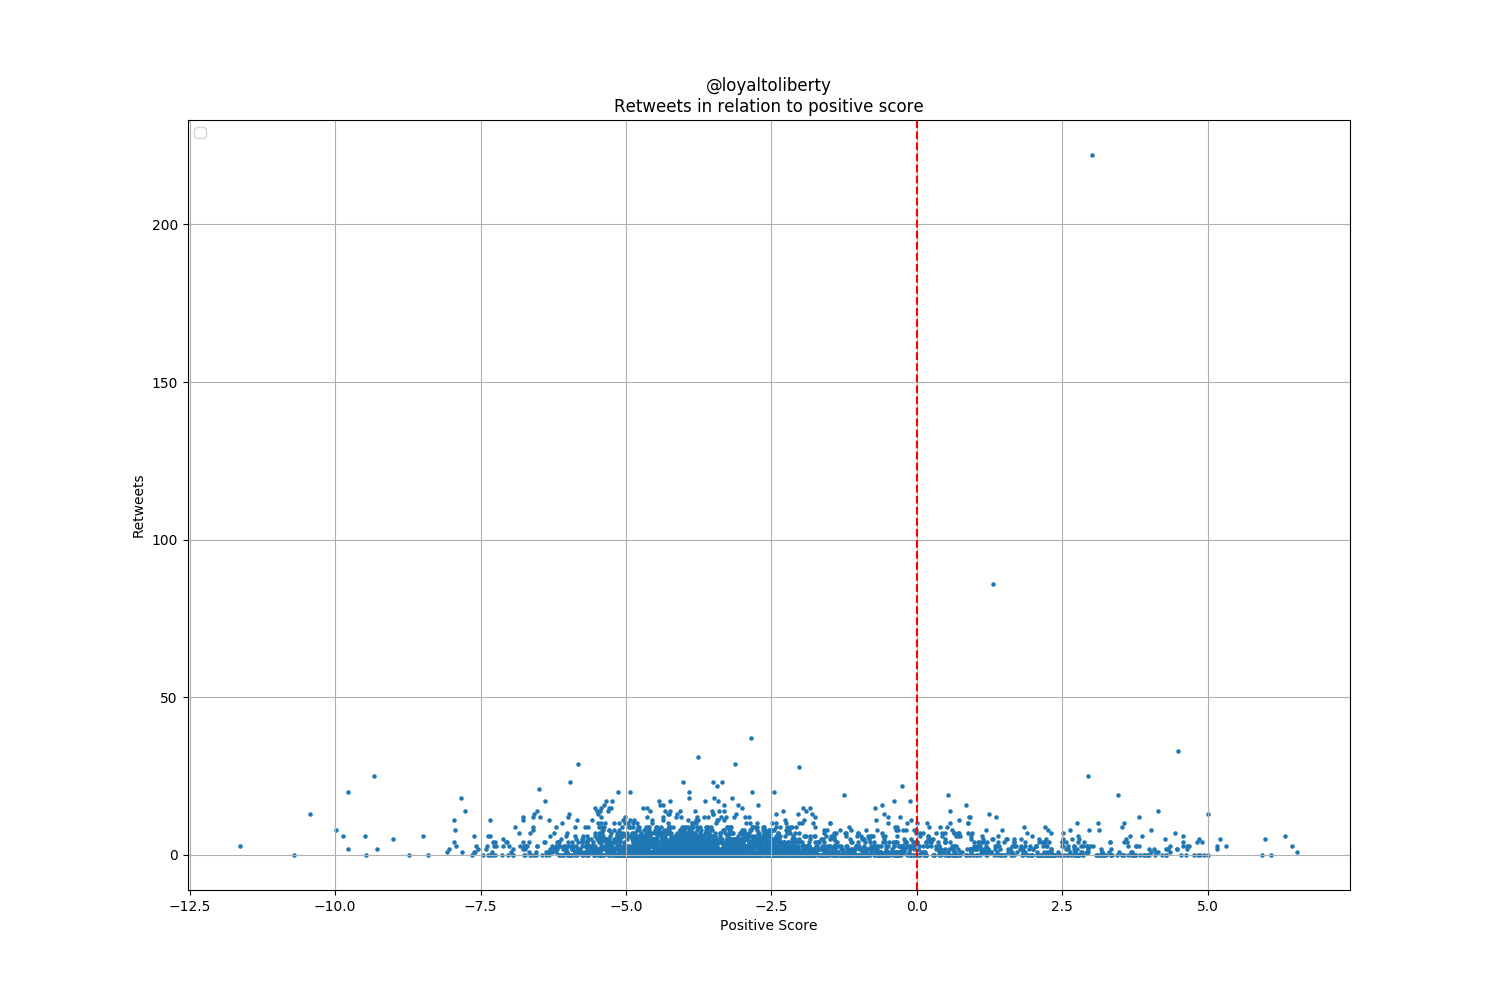 @loyaltoliberty
Retweets in relation to positive score
200
150
100
50
0
Retweets
−12.5 −10.0 −7.5 −5.0 −2.5 0.0 2.5 5.0
Positive Score